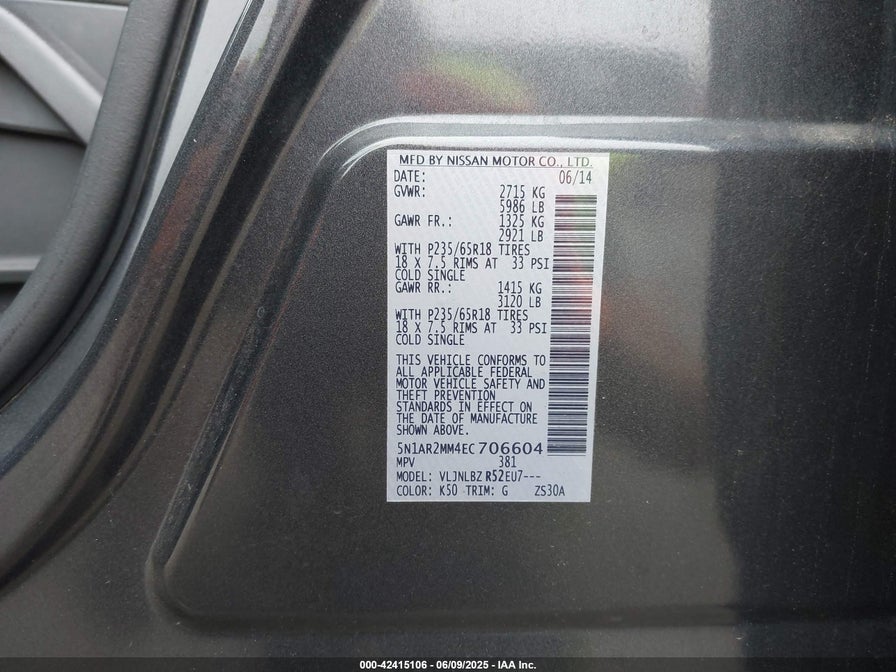 MFD BY NISSAN MOTOR CO., LTD.
DATE: 06/14
GVWR: 2715 KG
5986 LB
GAWR FR.: 1325 KG
2921 LB
WITH P235/65R18 TIRES
18 X 7.5 RIMS AT 33 PSI
COLD SINGLE
GAWR RR.: 1415 KG
3120 LB
WITH P235/65R18 TIRES
18 X 7.5 RIMS AT 33 PSI
COLD SINGLE
THIS VEHICLE CONFORMS TO
ALL APPLICABLE FEDERAL
MOTOR VEHICLE SAFETY AND
THEFT PREVENTION
STANDARDS IN EFFECT ON
THE DATE OF MANUFACTURE
SHOWN ABOVE.
5N1AR2MM4EC706604
MPV 381
MODEL: VLJNLBZ R52EU7---
COLOR: K50 TRIM: G ZS30A
000-42415106 - 06/09/2025 - IAA Inc.